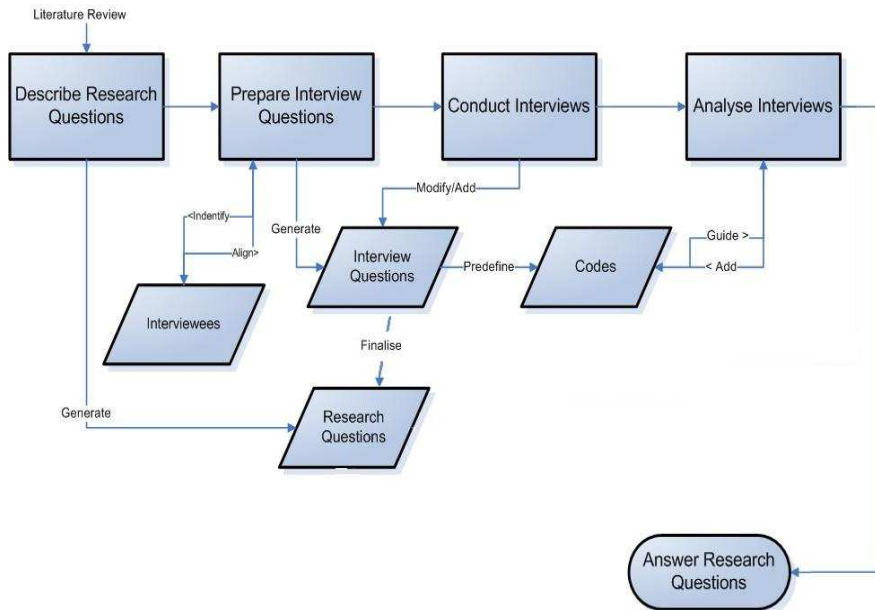 Literature Review
Describe Research
Questions
Prepare Interview
Questions
Conduct Interviews
Analyse Interviews
Modify/Add
<Indentify
Generate
Align>
Guide >
< Add
Interview
Questions
Predefine
Codes
Interviewees
Finalise
Generate
Research
Questions
Answer Research
Questions